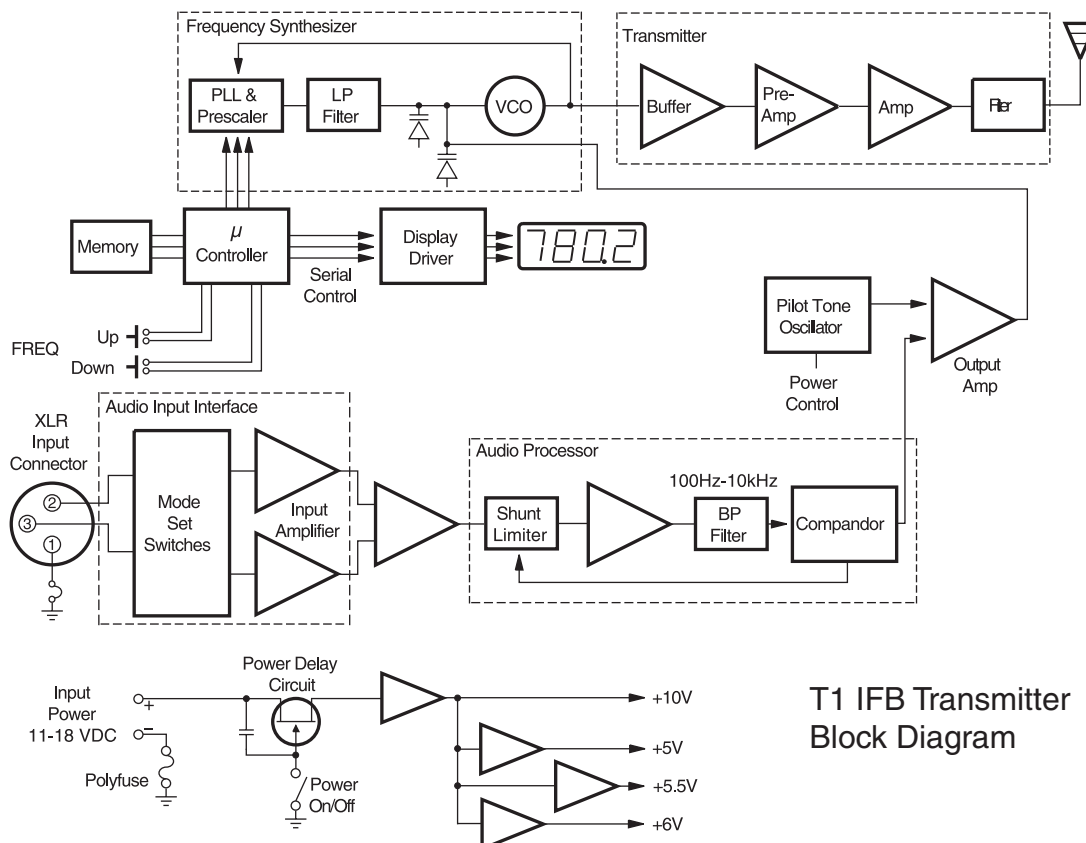 Frequency Synthesizer
Transmitter
PLL &
Prescaler
LP
Filter
VCO
Buffer
Pre-
Amp
Amp
Filter
Memory
µ
Controller
Serial
Control
Display
Driver
780.2
FREQ
Up
Down
Pilot Tone
Oscilator
Power
Control
Output
Amp
XLR
Input
Connector
2
3
1
Audio Input Interface
Mode
Set
Switches
Input
Amplifier
Audio Processor
Shunt
Limiter
100Hz-10kHz
BP
Filter
Compandor
Input
Power
11-18 VDC
+
−
Polyfuse
Power Delay
Circuit
Power
On/Off
+10V
+5V
+5.5V
+6V
T1 IFB Transmitter
Block Diagram